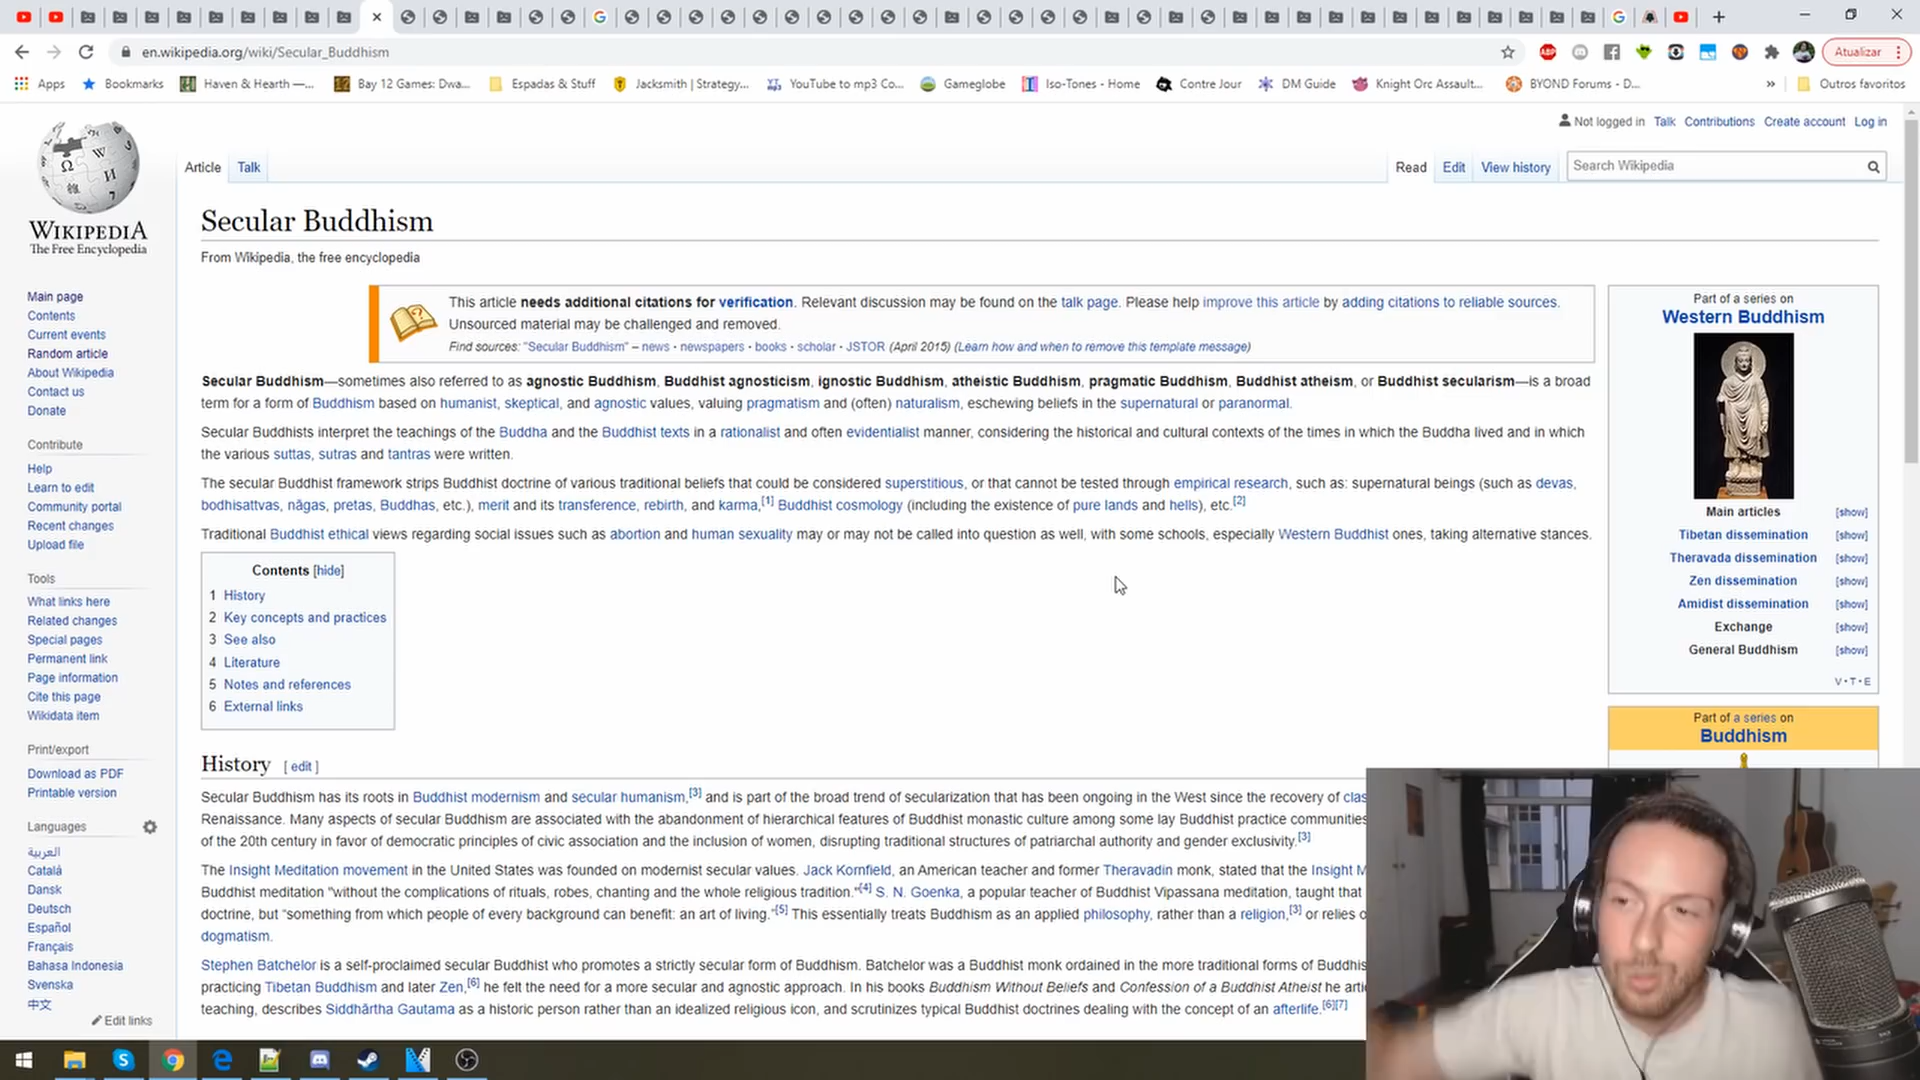 en.wikipedia.org/wiki/Secular_Buddhism
Atualizar
Apps
Bookmarks
Haven & Hearth —...
Bay 12 Games: Dwa...
Espadas & Stuff
Jacksmith | Strategy...
YouTube to mp3 Co...
Gameglobe
Iso-Tones - Home
Contre Jour
DM Guide
Knight Orc Assault...
BYOND Forums - D...
»
Outros favoritos
Not logged in Talk Contributions Create account Log in
Article Talk
Read Edit View history
Search Wikipedia
WIKIPEDIA
The Free Encyclopedia
Main page
Contents
Current events
Random article
About Wikipedia
Contact us
Donate
Contribute
Help
Learn to edit
Community portal
Recent changes
Upload file
Tools
What links here
Related changes
Special pages
Permanent link
Page information
Cite this page
Wikidata item
Print/export
Download as PDF
Printable version
Languages
العربية
Català
Dansk
Deutsch
Español
Français
Bahasa Indonesia
Svenska
中文
Edit links
Secular Buddhism
From Wikipedia, the free encyclopedia
This article needs additional citations for verification. Relevant discussion may be found on the talk page. Please help improve this article by adding citations to reliable sources.
Unsourced material may be challenged and removed.
Find sources: "Secular Buddhism" – news · newspapers · books · scholar · JSTOR (April 2015) (Learn how and when to remove this template message)
Secular Buddhism—sometimes also referred to as agnostic Buddhism, Buddhist agnosticism, ignostic Buddhism, atheistic Buddhism, pragmatic Buddhism, Buddhist atheism, or Buddhist secularism—is a broad
term for a form of Buddhism based on humanist, skeptical, and agnostic values, valuing pragmatism and (often) naturalism, eschewing beliefs in the supernatural or paranormal.
Secular Buddhists interpret the teachings of the Buddha and the Buddhist texts in a rationalist and often evidentialist manner, considering the historical and cultural contexts of the times in which the Buddha lived and in which
the various suttas, sutras and tantras were written.
The secular Buddhist framework strips Buddhist doctrine of various traditional beliefs that could be considered superstitious, or that cannot be tested through empirical research, such as: supernatural beings (such as devas,
bodhisattvas, nāgas, pretas, Buddhas, etc.), merit and its transference, rebirth, and karma,[1] Buddhist cosmology (including the existence of pure lands and hells), etc.[2]
Traditional Buddhist ethical views regarding social issues such as abortion and human sexuality may or may not be called into question as well, with some schools, especially Western Buddhist ones, taking alternative stances.
Contents [hide]
1 History
2 Key concepts and practices
3 See also
4 Literature
5 Notes and references
6 External links
History [ edit ]
Secular Buddhism has its roots in Buddhist modernism and secular humanism,[3] and is part of the broad trend of secularization that has been ongoing in the West since the recovery of clas
Renaissance. Many aspects of secular Buddhism are associated with the abandonment of hierarchical features of Buddhist monastic culture among some lay Buddhist practice communities
of the 20th century in favor of democratic principles of civic association and the inclusion of women, disrupting traditional structures of patriarchal authority and gender exclusivity.[3]
The Insight Meditation movement in the United States was founded on modernist secular values. Jack Kornfield, an American teacher and former Theravadin monk, stated that the Insight M
Buddhist meditation "without the complications of rituals, robes, chanting and the whole religious tradition."[4] S. N. Goenka, a popular teacher of Buddhist Vipassana meditation, taught that
doctrine, but "something from which people of every background can benefit: an art of living."[5] This essentially treats Buddhism as an applied philosophy, rather than a religion,[3] or relies o
dogmatism.
Stephen Batchelor is a self-proclaimed secular Buddhist who promotes a strictly secular form of Buddhism. Batchelor was a Buddhist monk ordained in the more traditional forms of Buddhis
practicing Tibetan Buddhism and later Zen,[6] he felt the need for a more secular and agnostic approach. In his books Buddhism Without Beliefs and Confession of a Buddhist Atheist he arti
teaching, describes Siddhārtha Gautama as a historic person rather than an idealized religious icon, and scrutinizes typical Buddhist doctrines dealing with the concept of an afterlife.[6][7]
Part of a series on
Western Buddhism
Main articles [show]
Tibetan dissemination [show]
Theravada dissemination [show]
Zen dissemination [show]
Amidist dissemination [show]
Exchange [show]
General Buddhism [show]
V · T · E
Part of a series on
Buddhism